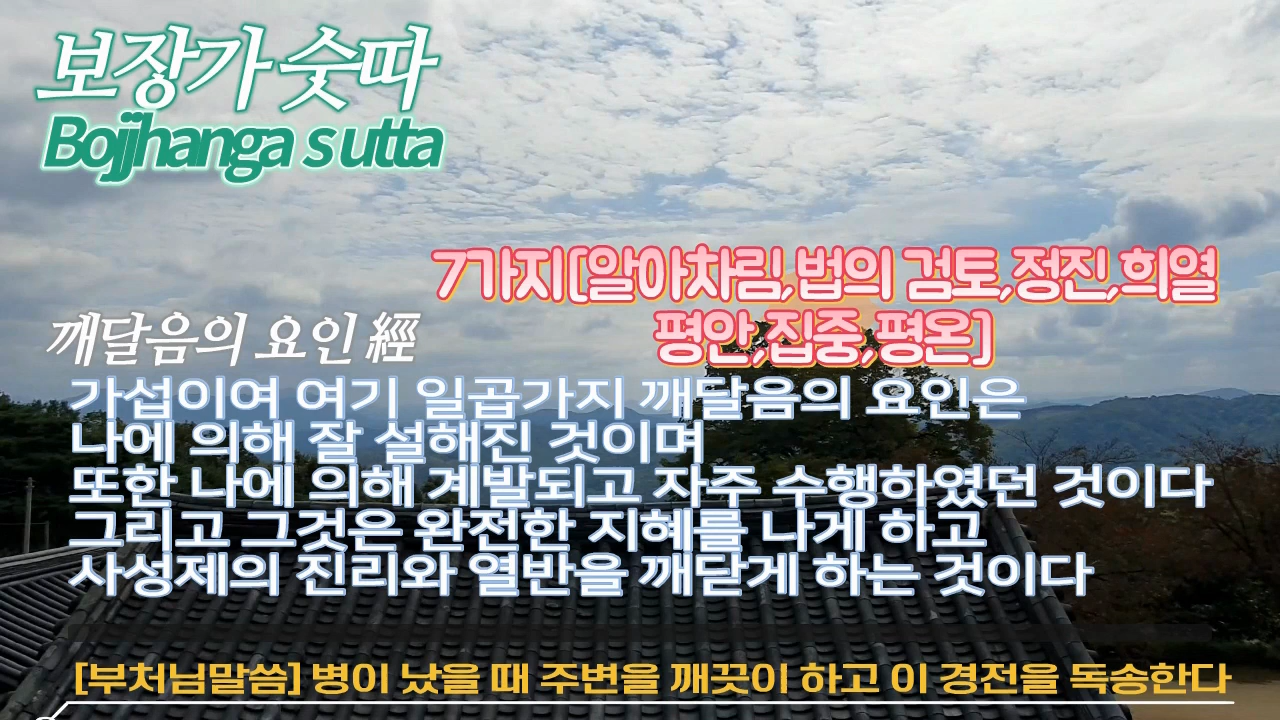 보장가 숫따
Bojjhanga sutta
7가지[알아차림,법의 검토,정진,희열
평안,집중,평온]
깨달음의 요인 經
가섭이여 여기 일곱가지 깨달음의 요인은
나에 의해 잘 설해진 것이며
또한 나에 의해 계발되고 자주 수행하였던 것이다
그리고 그것은 완전한 지혜를 나게 하고
사성제의 진리와 열반을 깨닫게 하는 것이다
[부처님말씀] 병이 났을 때 주변을 깨끗이 하고 이 경전을 독송한다